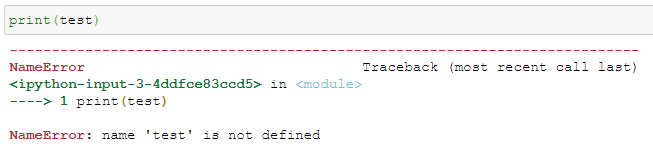 print(test)
---------------------------------------------------------------------------
NameError                                 Traceback (most recent call last)
<ipython-input-3-4ddfce83ccd5> in <module>
----> 1 print(test)
NameError: name 'test' is not defined